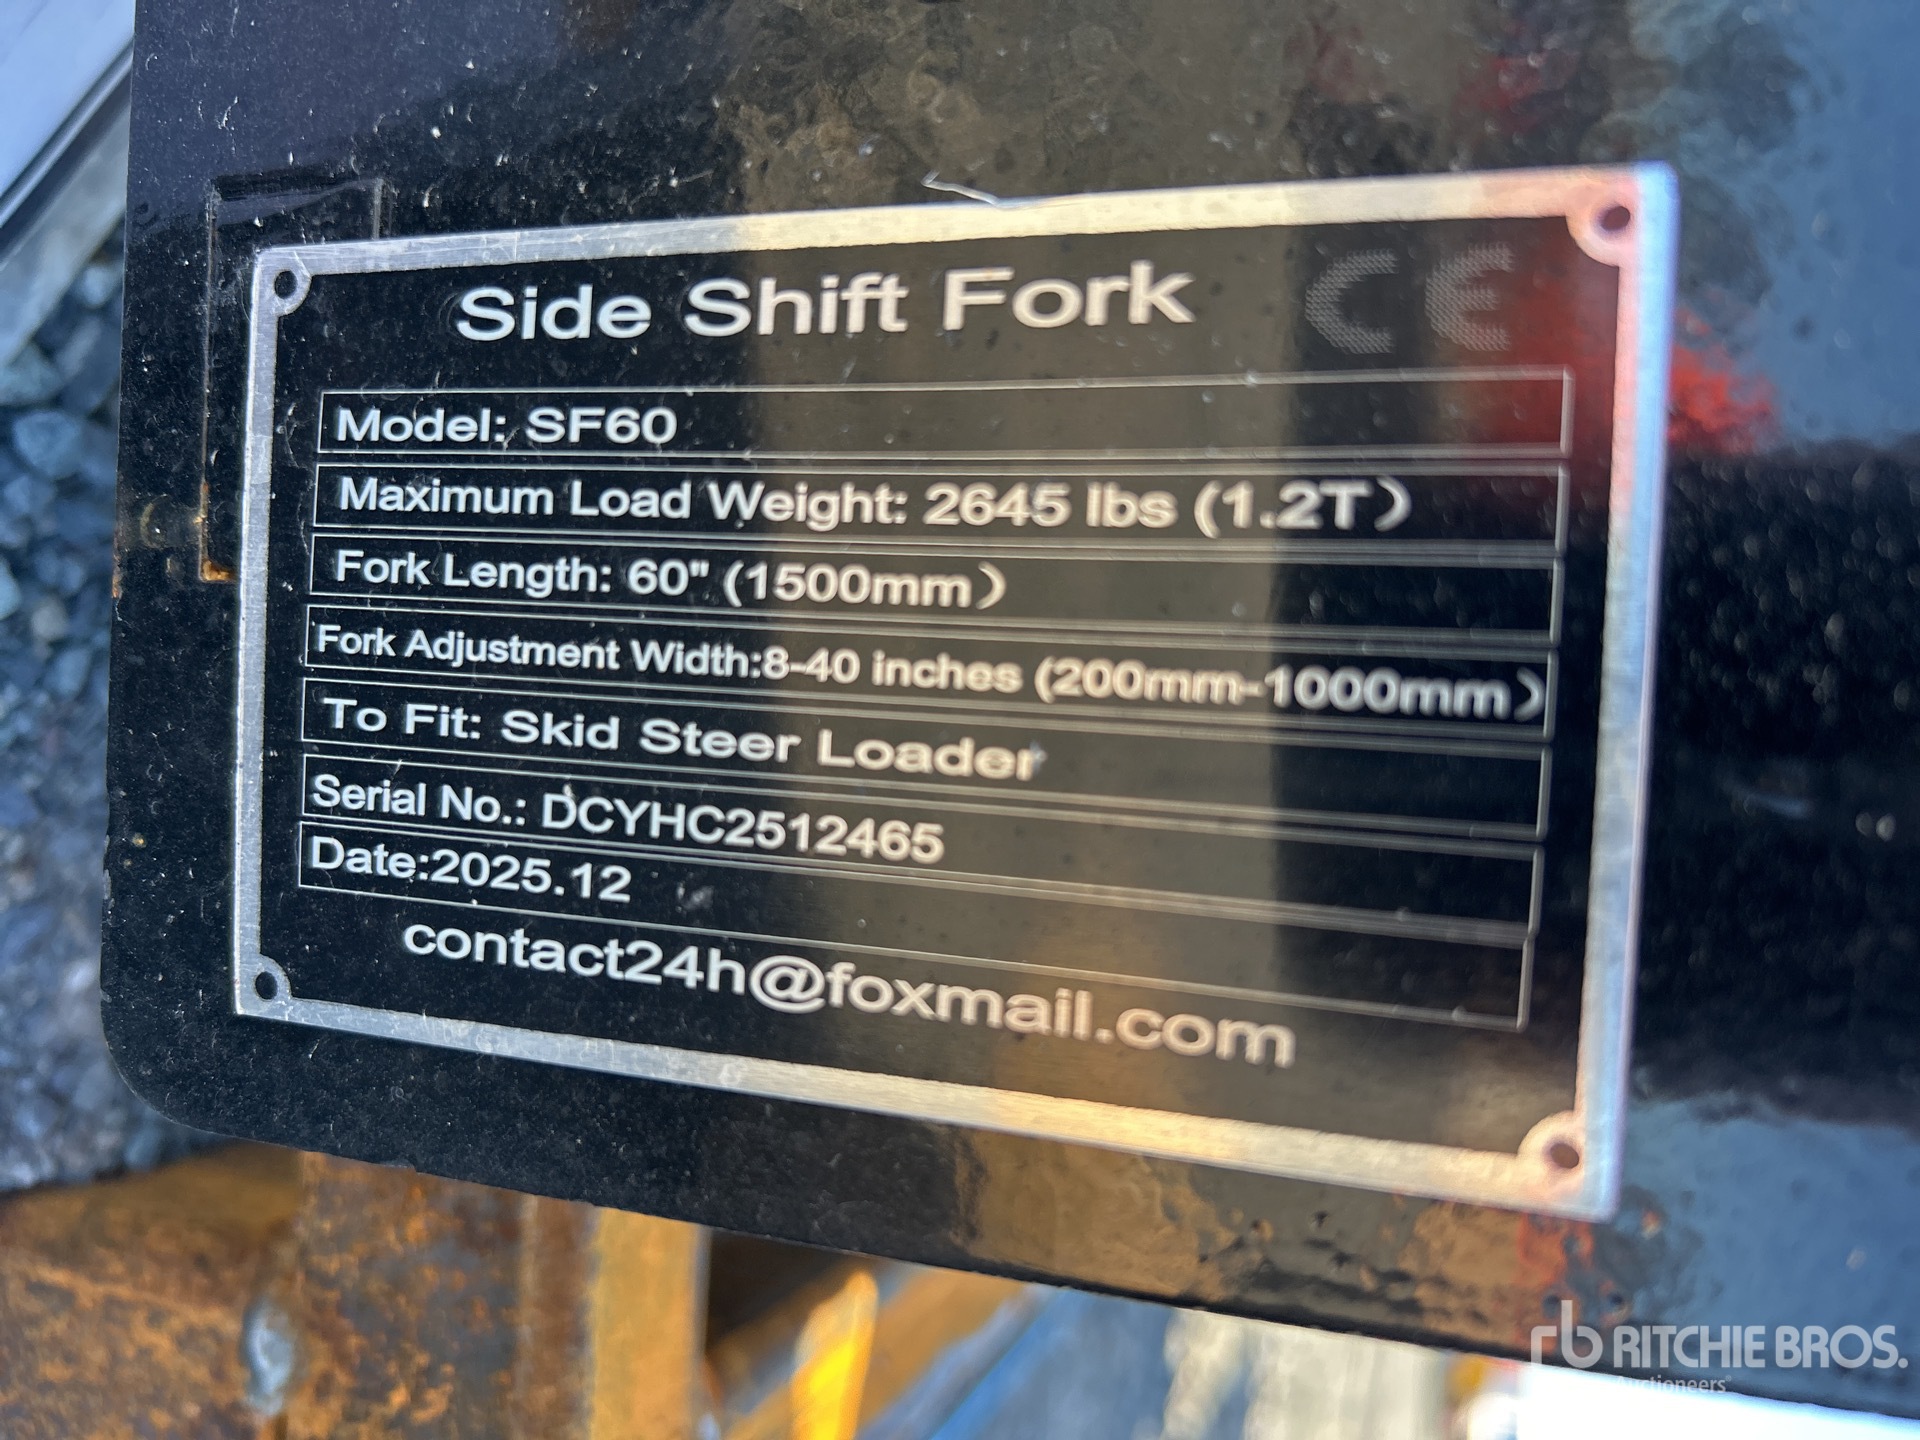 Side Shift Fork CE
Model: SF60
Maximum Load Weight: 2645 lbs (1.2T)
Fork Length: 60" (1500mm)
Fork Adjustment Width:8-40 inches (200mm-1000mm)
To Fit: Skid Steer Loader
Serial No.: DCYHC2512465
Date:2025.12
contact24h@foxmail.com
rb RITCHIE BROS.
Auctioneers